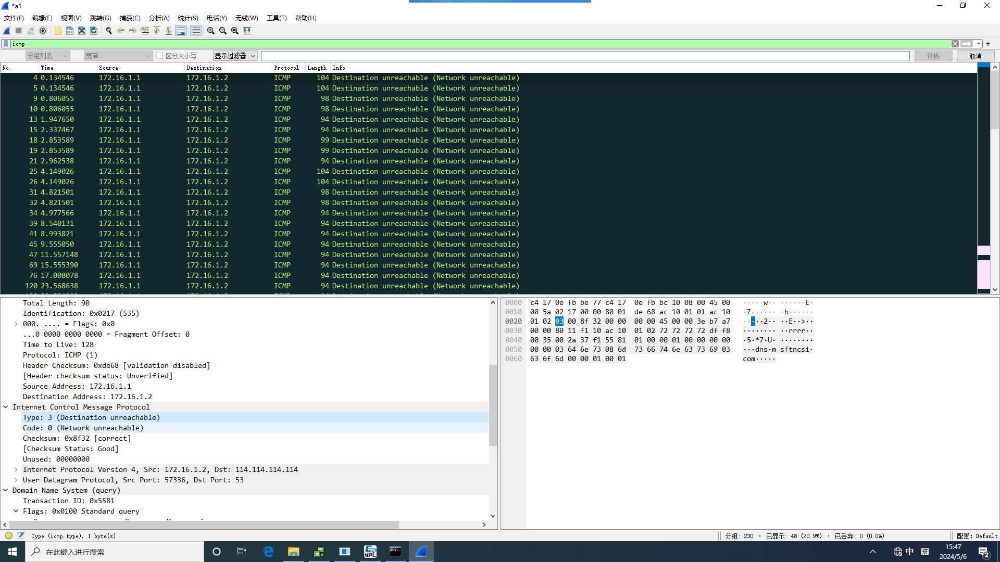 *a1
文件(F) 编辑(E) 视图(V) 跳转(G) 捕获(C) 分析(A) 统计(S) 电话(Y) 无线(W) 工具(T) 帮助(H)
icmp
分组列表 宽窄 区分大小写 显示过滤器 查找 取消
No. Time Source Destination Protocol Length Info
4 0.134546 172.16.1.1 172.16.1.2 ICMP 104 Destination unreachable (Network unreachable)
5 0.134546 172.16.1.1 172.16.1.2 ICMP 104 Destination unreachable (Network unreachable)
9 0.806055 172.16.1.1 172.16.1.2 ICMP 98 Destination unreachable (Network unreachable)
10 0.806055 172.16.1.1 172.16.1.2 ICMP 98 Destination unreachable (Network unreachable)
13 1.947650 172.16.1.1 172.16.1.2 ICMP 94 Destination unreachable (Network unreachable)
15 2.337467 172.16.1.1 172.16.1.2 ICMP 94 Destination unreachable (Network unreachable)
18 2.853589 172.16.1.1 172.16.1.2 ICMP 99 Destination unreachable (Network unreachable)
19 2.853589 172.16.1.1 172.16.1.2 ICMP 99 Destination unreachable (Network unreachable)
21 2.962538 172.16.1.1 172.16.1.2 ICMP 94 Destination unreachable (Network unreachable)
25 4.149026 172.16.1.1 172.16.1.2 ICMP 104 Destination unreachable (Network unreachable)
26 4.149026 172.16.1.1 172.16.1.2 ICMP 104 Destination unreachable (Network unreachable)
31 4.821501 172.16.1.1 172.16.1.2 ICMP 98 Destination unreachable (Network unreachable)
32 4.821501 172.16.1.1 172.16.1.2 ICMP 98 Destination unreachable (Network unreachable)
34 4.977566 172.16.1.1 172.16.1.2 ICMP 94 Destination unreachable (Network unreachable)
39 8.540131 172.16.1.1 172.16.1.2 ICMP 94 Destination unreachable (Network unreachable)
41 8.993821 172.16.1.1 172.16.1.2 ICMP 94 Destination unreachable (Network unreachable)
45 9.555050 172.16.1.1 172.16.1.2 ICMP 94 Destination unreachable (Network unreachable)
47 11.557148 172.16.1.1 172.16.1.2 ICMP 94 Destination unreachable (Network unreachable)
69 15.555390 172.16.1.1 172.16.1.2 ICMP 94 Destination unreachable (Network unreachable)
76 17.008078 172.16.1.1 172.16.1.2 ICMP 94 Destination unreachable (Network unreachable)
120 23.568638 172.16.1.1 172.16.1.2 ICMP 94 Destination unreachable (Network unreachable)
Total Length: 90
Identification: 0x0217 (535)
000. .... = Flags: 0x0
...0 0000 0000 0000 = Fragment Offset: 0
Time to Live: 128
Protocol: ICMP (1)
Header Checksum: 0xde68 [validation disabled]
[Header checksum status: Unverified]
Source Address: 172.16.1.1
Destination Address: 172.16.1.2
Internet Control Message Protocol
Type: 3 (Destination unreachable)
Code: 0 (Network unreachable)
Checksum: 0x8f32 [correct]
[Checksum Status: Good]
Unused: 00000000
Internet Protocol Version 4, Src: 172.16.1.2, Dst: 114.114.114.114
User Datagram Protocol, Src Port: 57336, Dst Port: 53
Domain Name System (query)
Transaction ID: 0x5581
Flags: 0x0100 Standard query
0000 c4 17 0e fb be 77 c4 17 0e fb bc 10 08 00 45 00 ·····w·· ······E·
0010 00 5a 02 17 00 00 80 01 de 68 ac 10 01 01 ac 10 ·Z······ ·h······
0020 01 02 03 00 8f 32 00 00 00 00 45 00 00 3e b7 a7 ·····2·· ··E··>··
0030 00 00 80 11 f1 10 ac 10 01 02 72 72 72 72 df f8 ········ ··rrrr··
0040 00 35 00 2a 37 f1 55 81 01 00 00 01 00 00 00 00 ·5·*7·U· ········
0050 00 00 03 64 6e 73 08 6d 73 66 74 6e 63 73 69 03 ···dns·m sftncsi·
0060 63 6f 6d 00 00 01 00 01 com·····
Type (icmp.type), 1 byte(s) 分组: 230 · 已显示: 48 (20.9%) · 已丢弃: 0 (0.0%) 配置: Default
在此键入进行搜索 NPL 中 15:47
2024/5/6 2